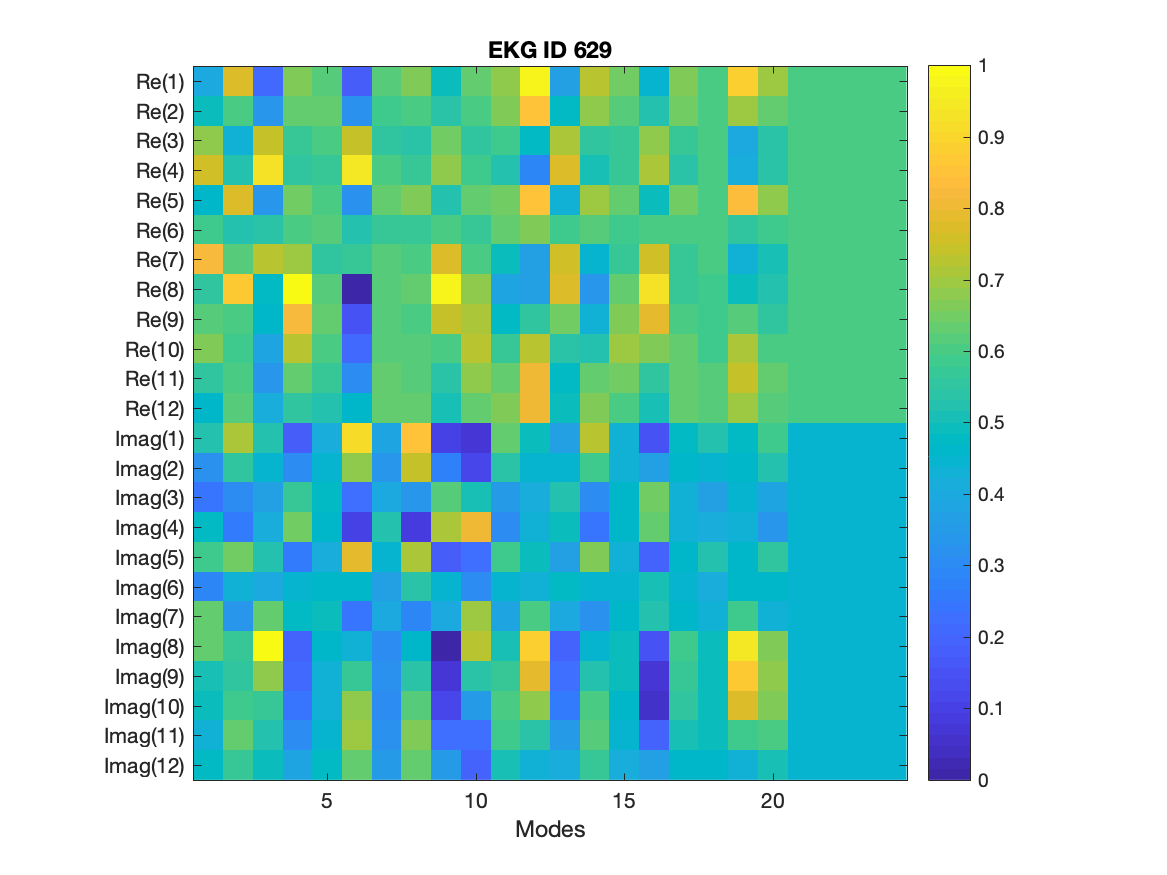 EKG ID 629
Re(1)
Re(2)
Re(3)
Re(4)
Re(5)
Re(6)
Re(7)
Re(8)
Re(9)
Re(10)
Re(11)
Re(12)
Imag(1)
Imag(2)
Imag(3)
Imag(4)
Imag(5)
Imag(6)
Imag(7)
Imag(8)
Imag(9)
Imag(10)
Imag(11)
Imag(12)
5 10 15 20
Modes
1
0.9
0.8
0.7
0.6
0.5
0.4
0.3
0.2
0.1
0